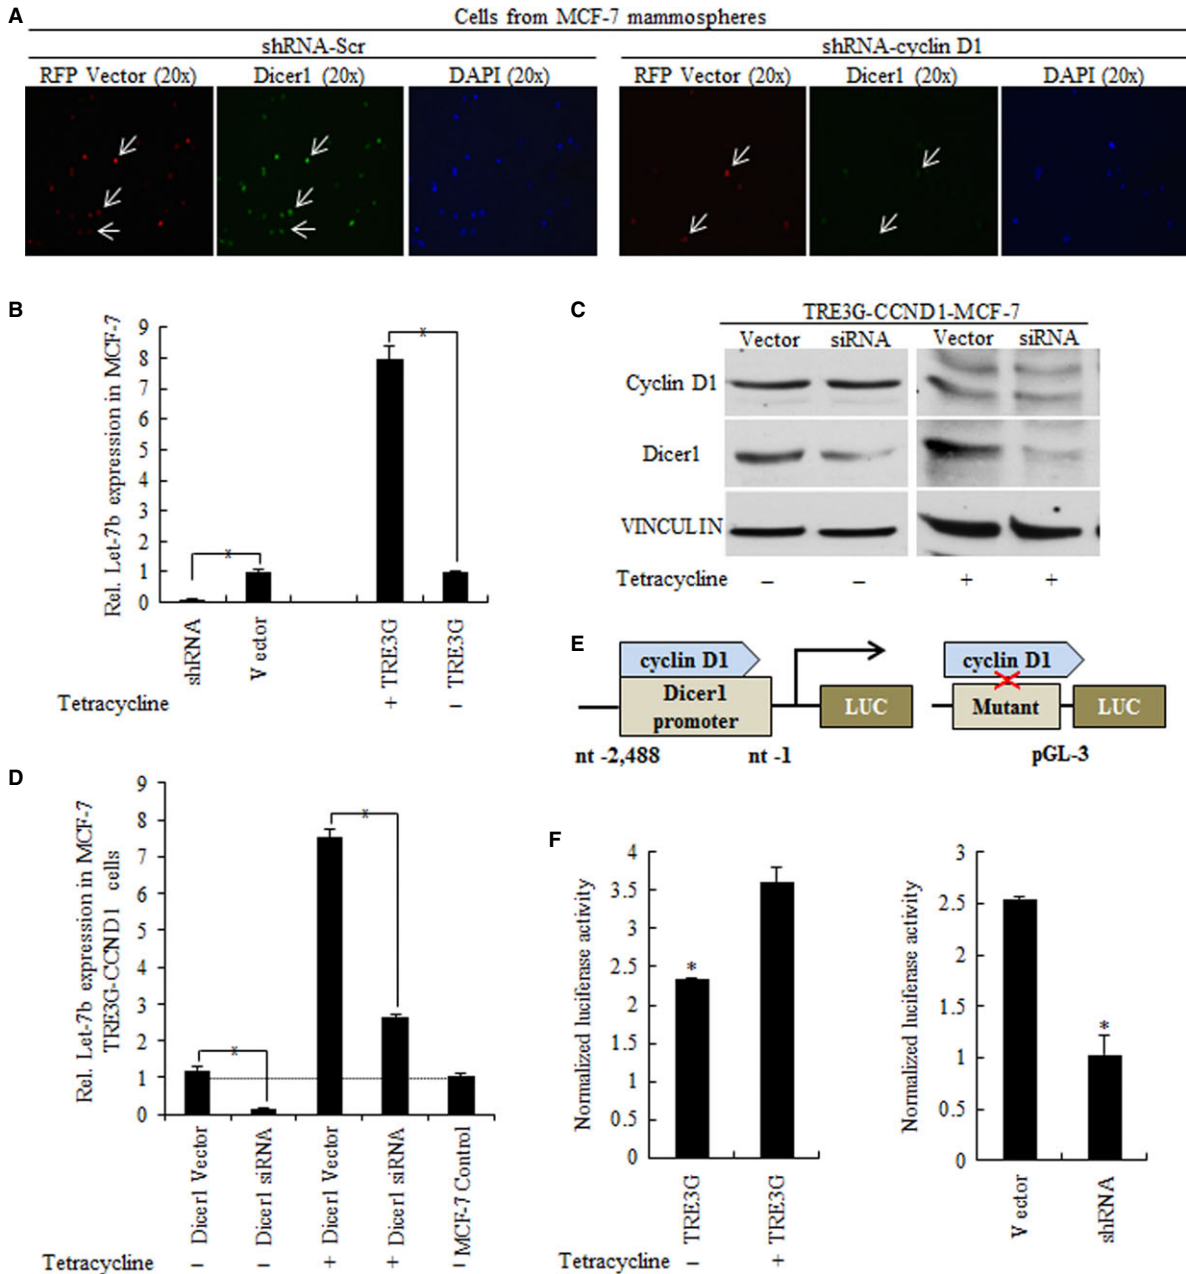 A
Cells from MCF-7 mammospheres
shRNA-Scr
shRNA-cyclin D1
RFP Vector (20x)
Dicer1 (20x)
DAPI (20x)
RFP Vector (20x)
Dicer1 (20x)
DAPI (20x)
B
Rel. Let-7b expression in MCF-7
9
8
7
6
5
4
3
2
1
0
*
*
shRNA
Vector
+ TRE3G
TRE3G
Tetracycline
–
C
TRE3G-CCND1-MCF-7
Vector
siRNA
Vector
siRNA
Cyclin D1
Dicer1
VINCULIN
Tetracycline
–
–
+
+
D
Rel. Let-7b expression in MCF-7
TRE3G-CCND1 cells
9
8
7
6
5
4
3
2
1
0
*
*
Dicer1 Vector
Dicer1 siRNA
Dicer1 Vector
Dicer1 siRNA
MCF-7 Control
Tetracycline
–
–
+
+
–
E
cyclin D1
Dicer1
promoter
LUC
nt -2,488
nt -1
cyclin D1
Mutant
LUC
pGL-3
F
Normalized luciferase activity
4
3.5
3
2.5
2
1.5
1
0.5
0
*
TRE3G
TRE3G
Tetracycline
–
+
Normalized luciferase activity
3
2.5
2
1.5
1
0.5
0
*
Vector
shRNA